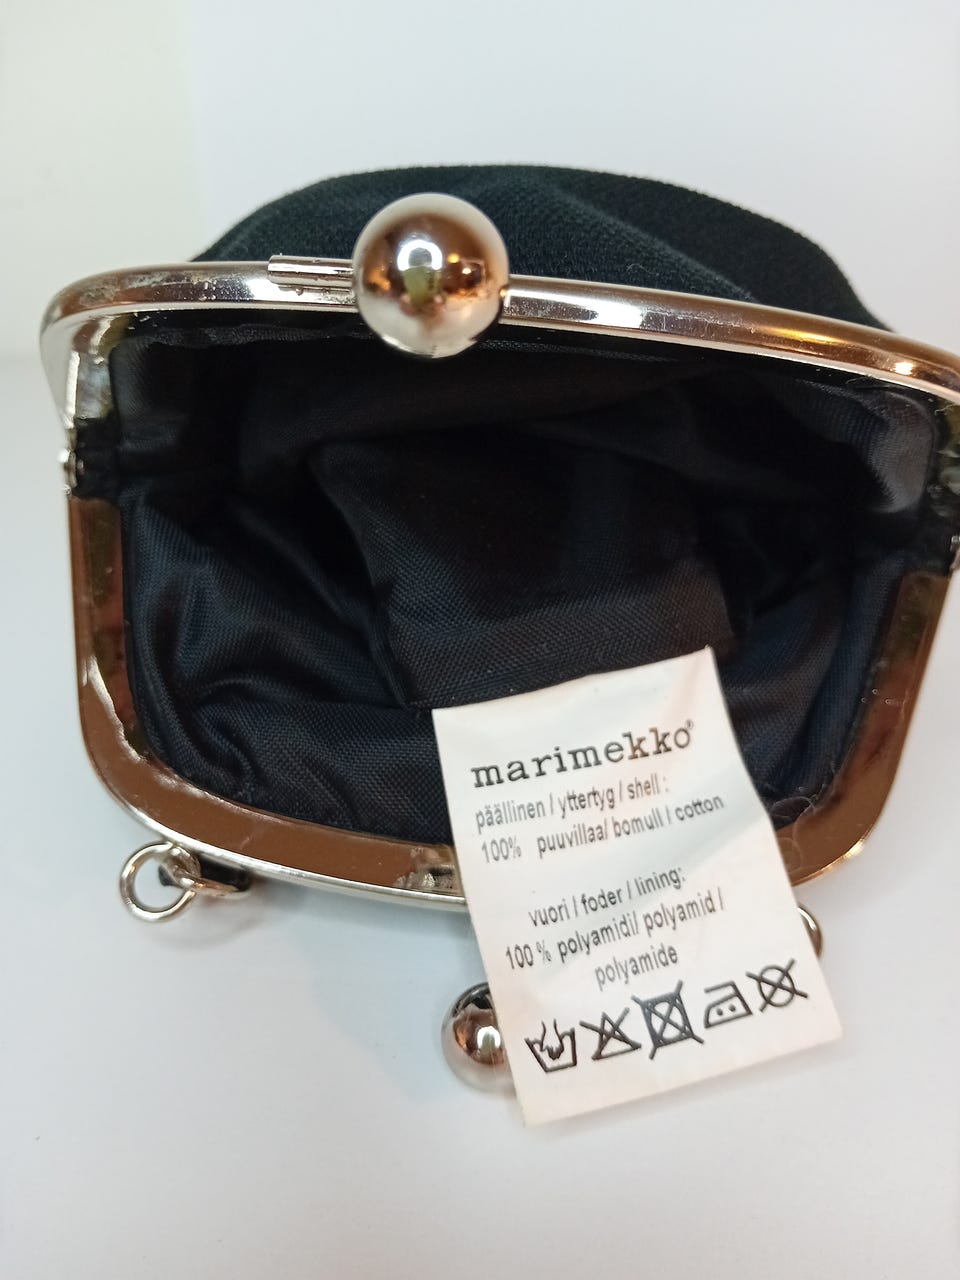 marimekko®
päällinen / yttertyg / shell :
100% puuvillaa/ bomull / cotton
vuori / foder / lining:
100 % polyamidi/ polyamid /
polyamide